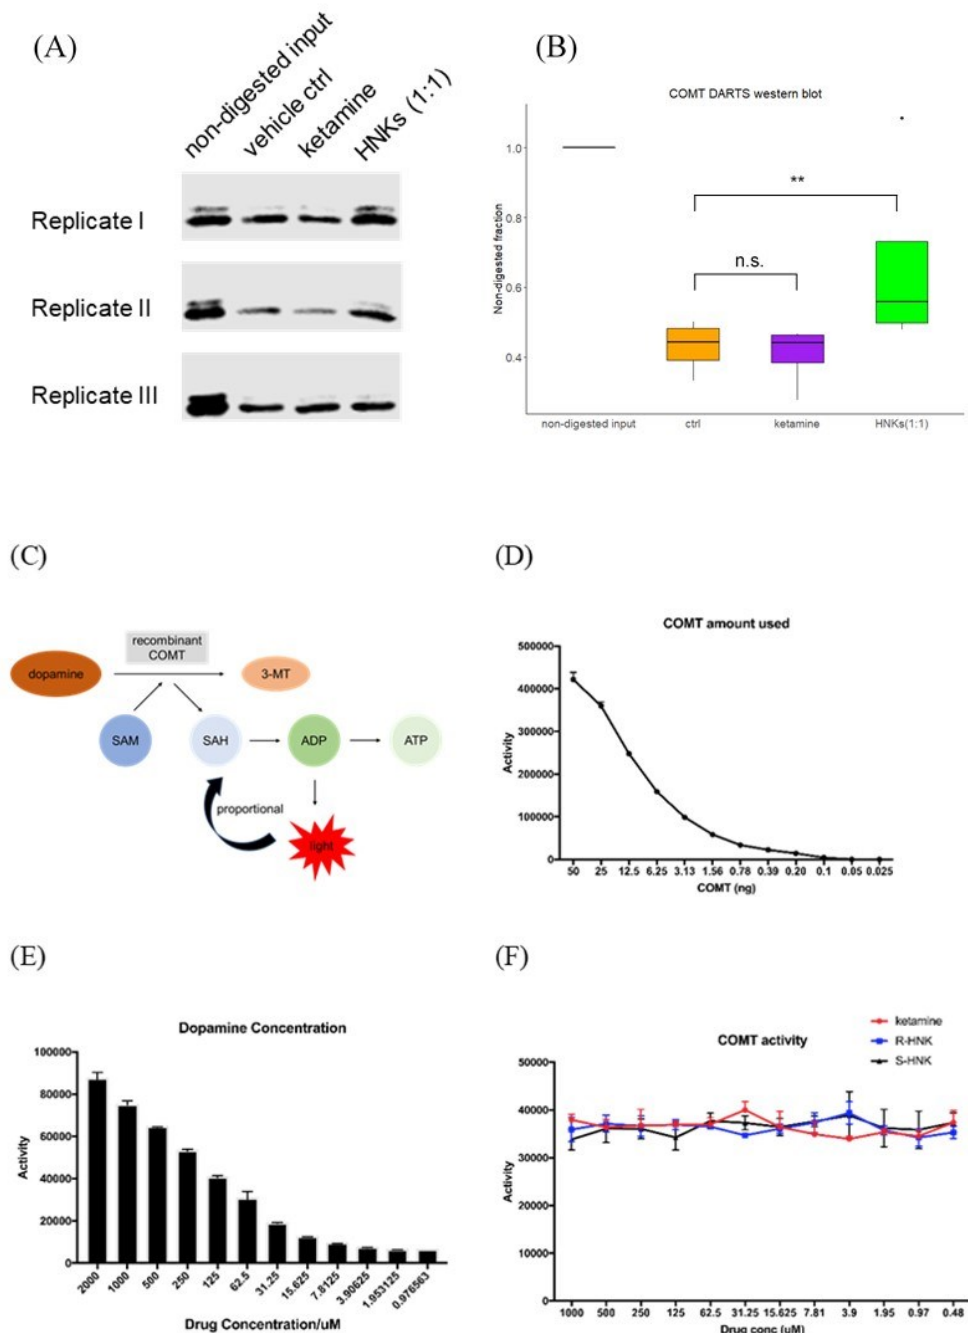 (A)
non-digested input
vehicle ctrl
ketamine
HNKs (1:1)
Replicate I
Replicate II
Replicate III
(B)
COMT DARTS western blot
Non-digested fraction
1.0
0.8
0.6
0.4
**
n.s.
non-digested input
ctrl
ketamine
HNKs(1:1)
(C)
recombinant
COMT
dopamine
3-MT
SAM
SAH
ADP
ATP
proportional
light
(D)
COMT amount used
Activity
500000
400000
300000
200000
100000
0
50 25 12.5 6.25 3.13 1.56 0.78 0.39 0.20 0.1 0.05 0.025
COMT (ng)
(E)
Dopamine Concentration
Activity
100000
80000
60000
40000
20000
0
2000 1000 500 250 125 62.5 31.25 15.625 7.8125 3.90625 1.953125 0.976563
Drug Concentration/uM
(F)
ketamine
R-HNK
S-HNK
COMT activity
Activity
50000
40000
30000
20000
10000
0
1000 500 250 125 62.5 31.25 15.625 7.81 3.9 1.95 0.97 0.48
Drug conc (uM)